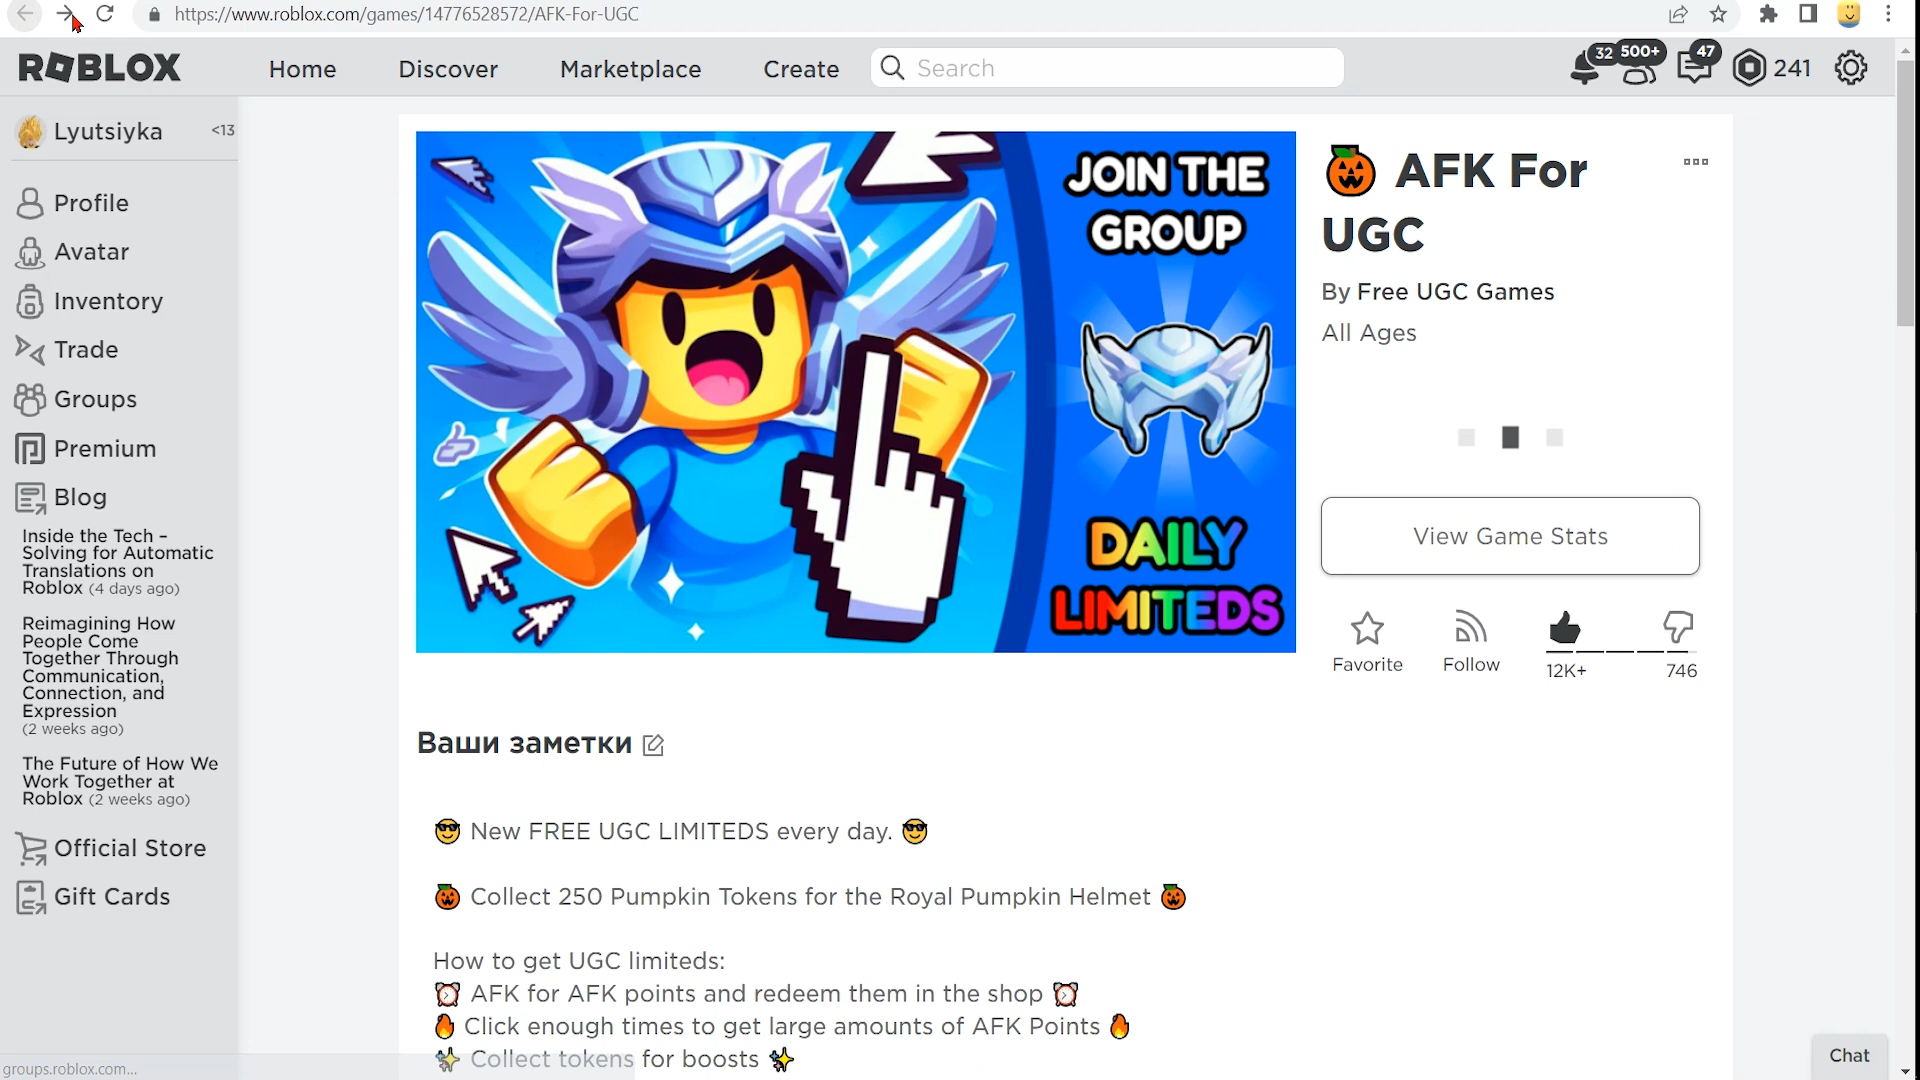 https://www.roblox.com/games/14776528572/AFK-For-UGC
ROBLOX
Home
Discover
Marketplace
Create
Search
32
500+
47
241
Lyutsiyka
<13
Profile
Avatar
Inventory
Trade
Groups
Premium
Blog
Inside the Tech –
Solving for Automatic
Translations on
Roblox (4 days ago)
Reimagining How
People Come
Together Through
Communication,
Connection, and
Expression
(2 weeks ago)
The Future of How We
Work Together at
Roblox (2 weeks ago)
Official Store
Gift Cards
JOIN THE
GROUP
DAILY
LIMITEDS
AFK For
UGC
By Free UGC Games
All Ages
View Game Stats
Favorite
Follow
12K+
746
Ваши заметки
New FREE UGC LIMITEDS every day.
Collect 250 Pumpkin Tokens for the Royal Pumpkin Helmet
How to get UGC limiteds:
AFK for AFK points and redeem them in the shop
Click enough times to get large amounts of AFK Points
Collect tokens for boosts
Chat
groups.roblox.com...